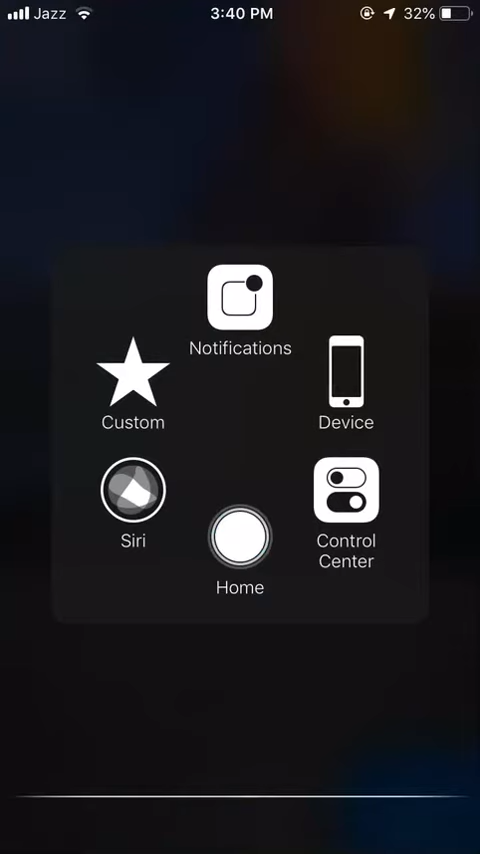 Jazz 3:40 PM 32%
Notifications
Custom
Device
Siri
Control
Center
Home